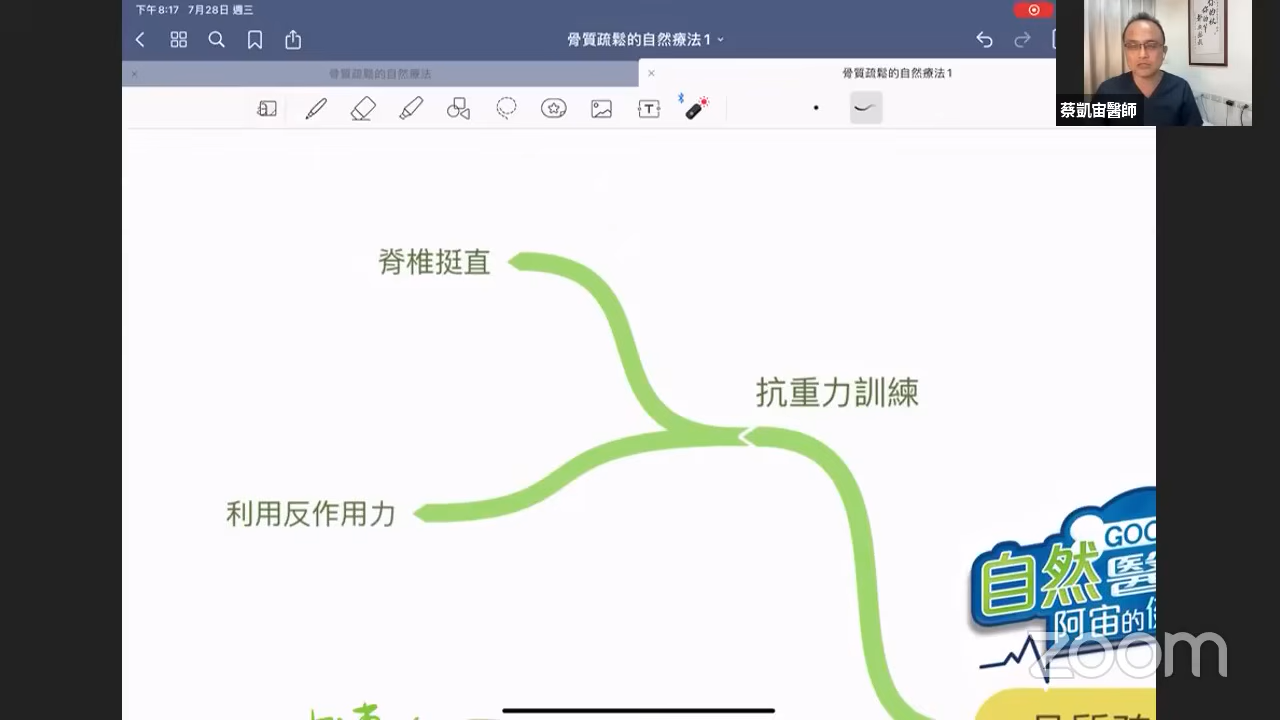 下午8:17 7月28日 週三
骨質疏鬆的自然療法1
骨質疏鬆的自然療法
骨質疏鬆的自然療法1
蔡凱宙醫師
T
脊椎挺直
抗重力訓練
利用反作用力
GOO
自然醫
阿宙的
zoom